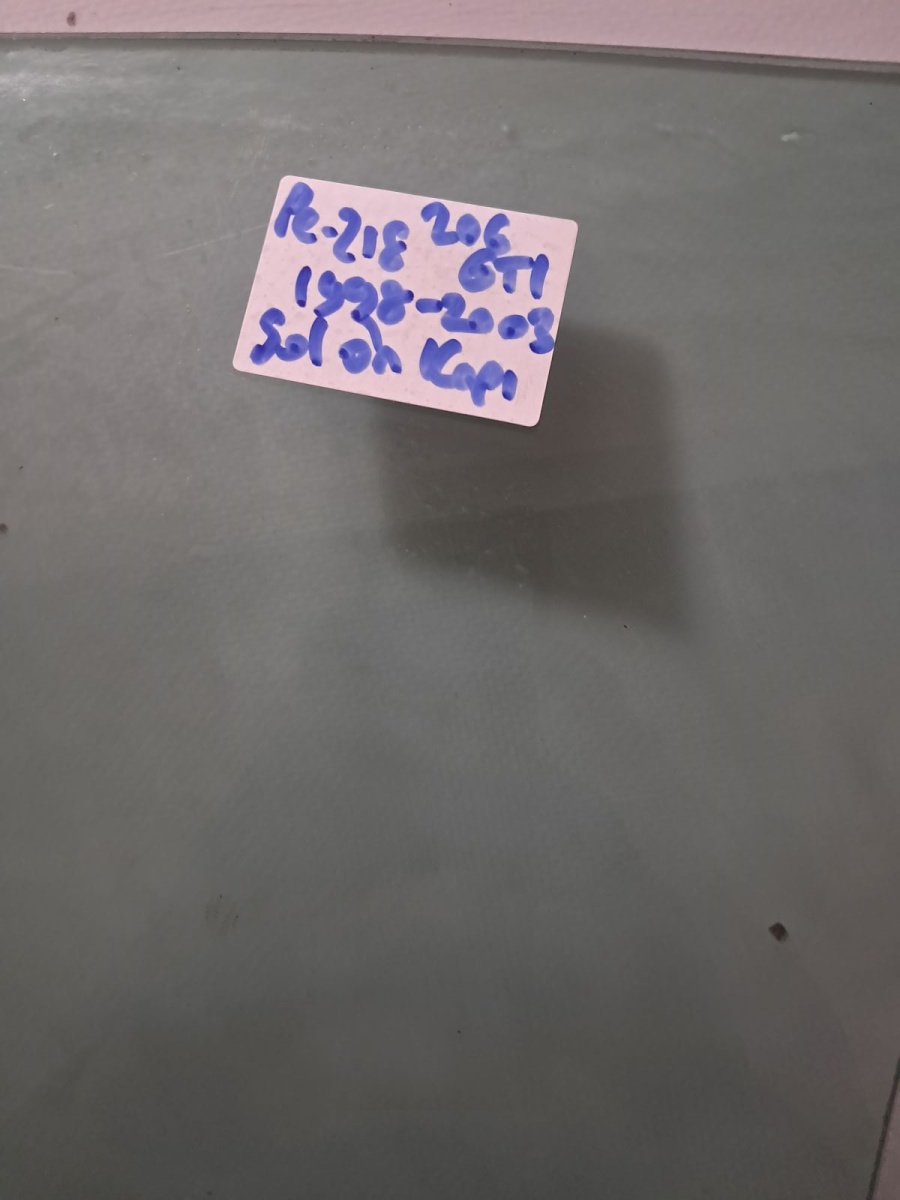 Pe-218 206
GTI
1998-2003
Sol ön Kapı